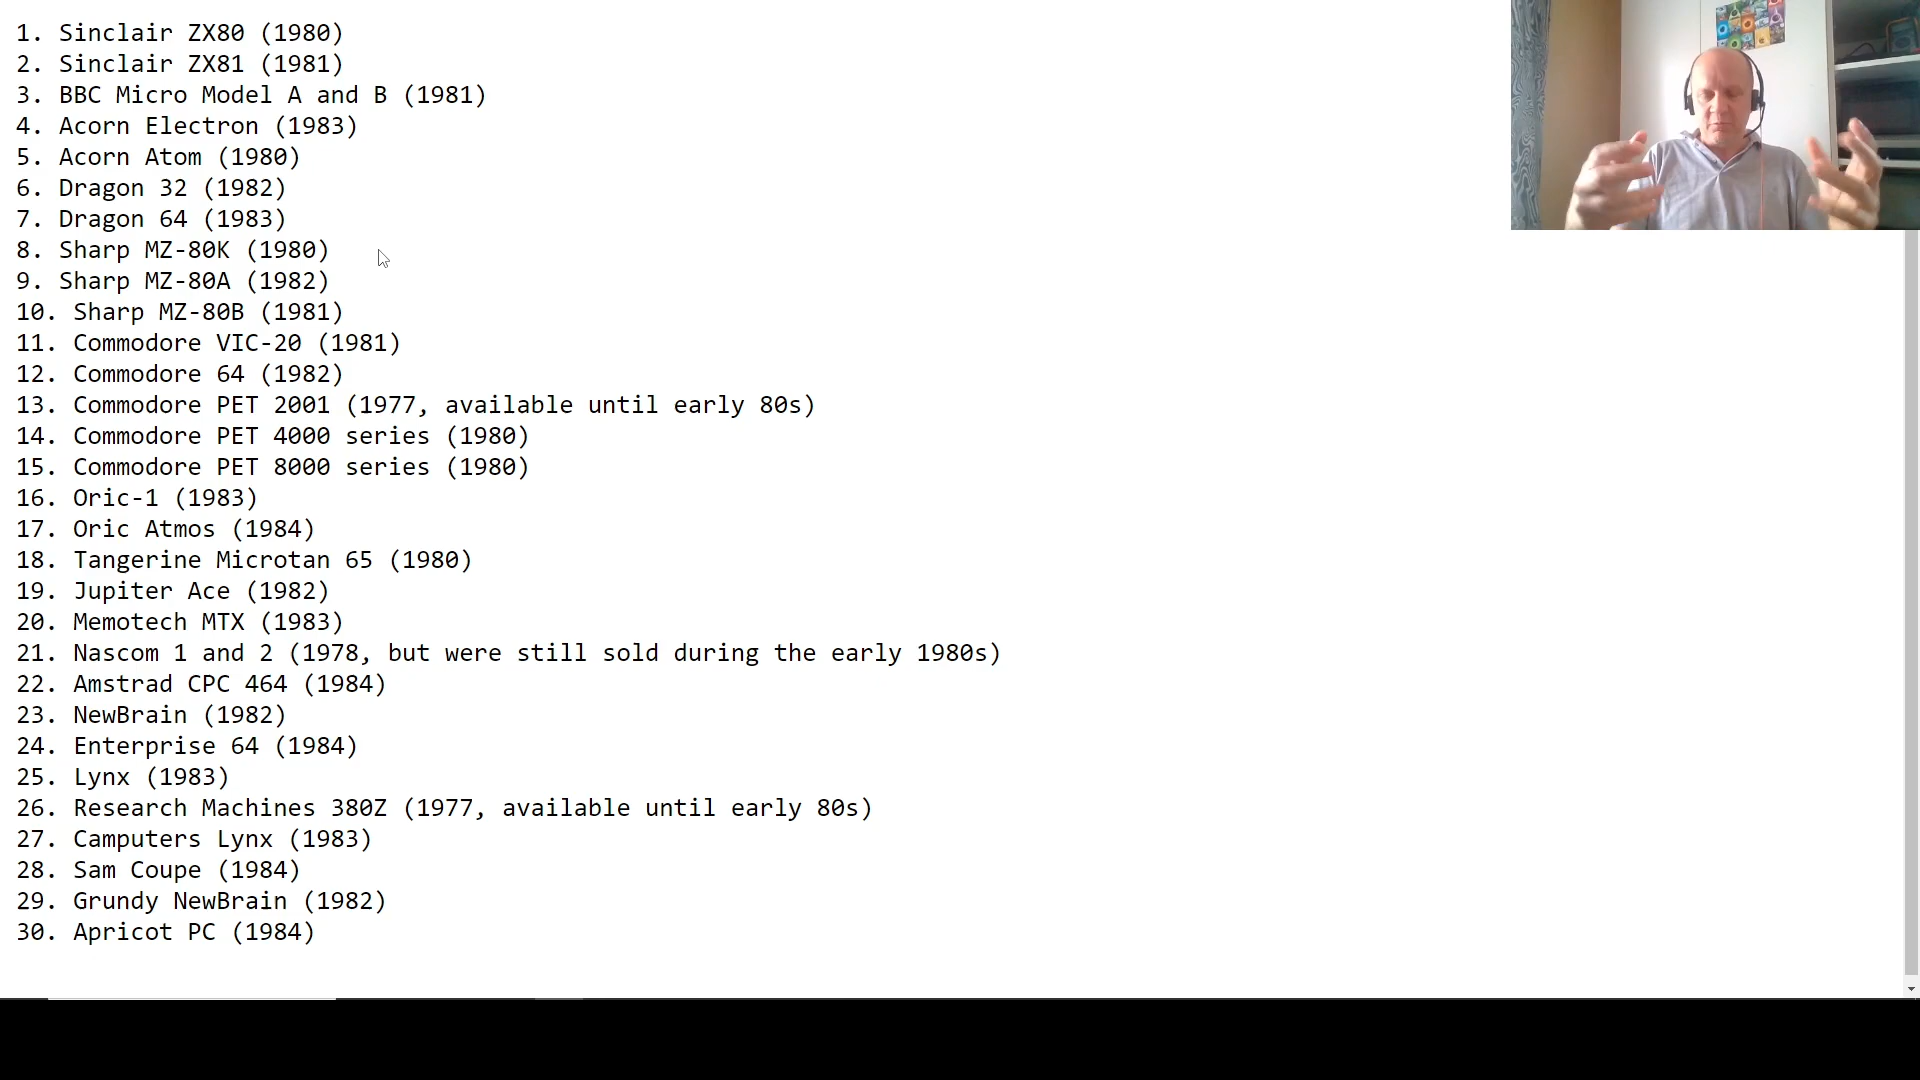 1. Sinclair ZX80 (1980)
2. Sinclair ZX81 (1981)
3. BBC Micro Model A and B (1981)
4. Acorn Electron (1983)
5. Acorn Atom (1980)
6. Dragon 32 (1982)
7. Dragon 64 (1983)
8. Sharp MZ-80K (1980)
9. Sharp MZ-80A (1982)
10. Sharp MZ-80B (1981)
11. Commodore VIC-20 (1981)
12. Commodore 64 (1982)
13. Commodore PET 2001 (1977, available until early 80s)
14. Commodore PET 4000 series (1980)
15. Commodore PET 8000 series (1980)
16. Oric-1 (1983)
17. Oric Atmos (1984)
18. Tangerine Microtan 65 (1980)
19. Jupiter Ace (1982)
20. Memotech MTX (1983)
21. Nascom 1 and 2 (1978, but were still sold during the early 1980s)
22. Amstrad CPC 464 (1984)
23. NewBrain (1982)
24. Enterprise 64 (1984)
25. Lynx (1983)
26. Research Machines 380Z (1977, available until early 80s)
27. Camputers Lynx (1983)
28. Sam Coupe (1984)
29. Grundy NewBrain (1982)
30. Apricot PC (1984)